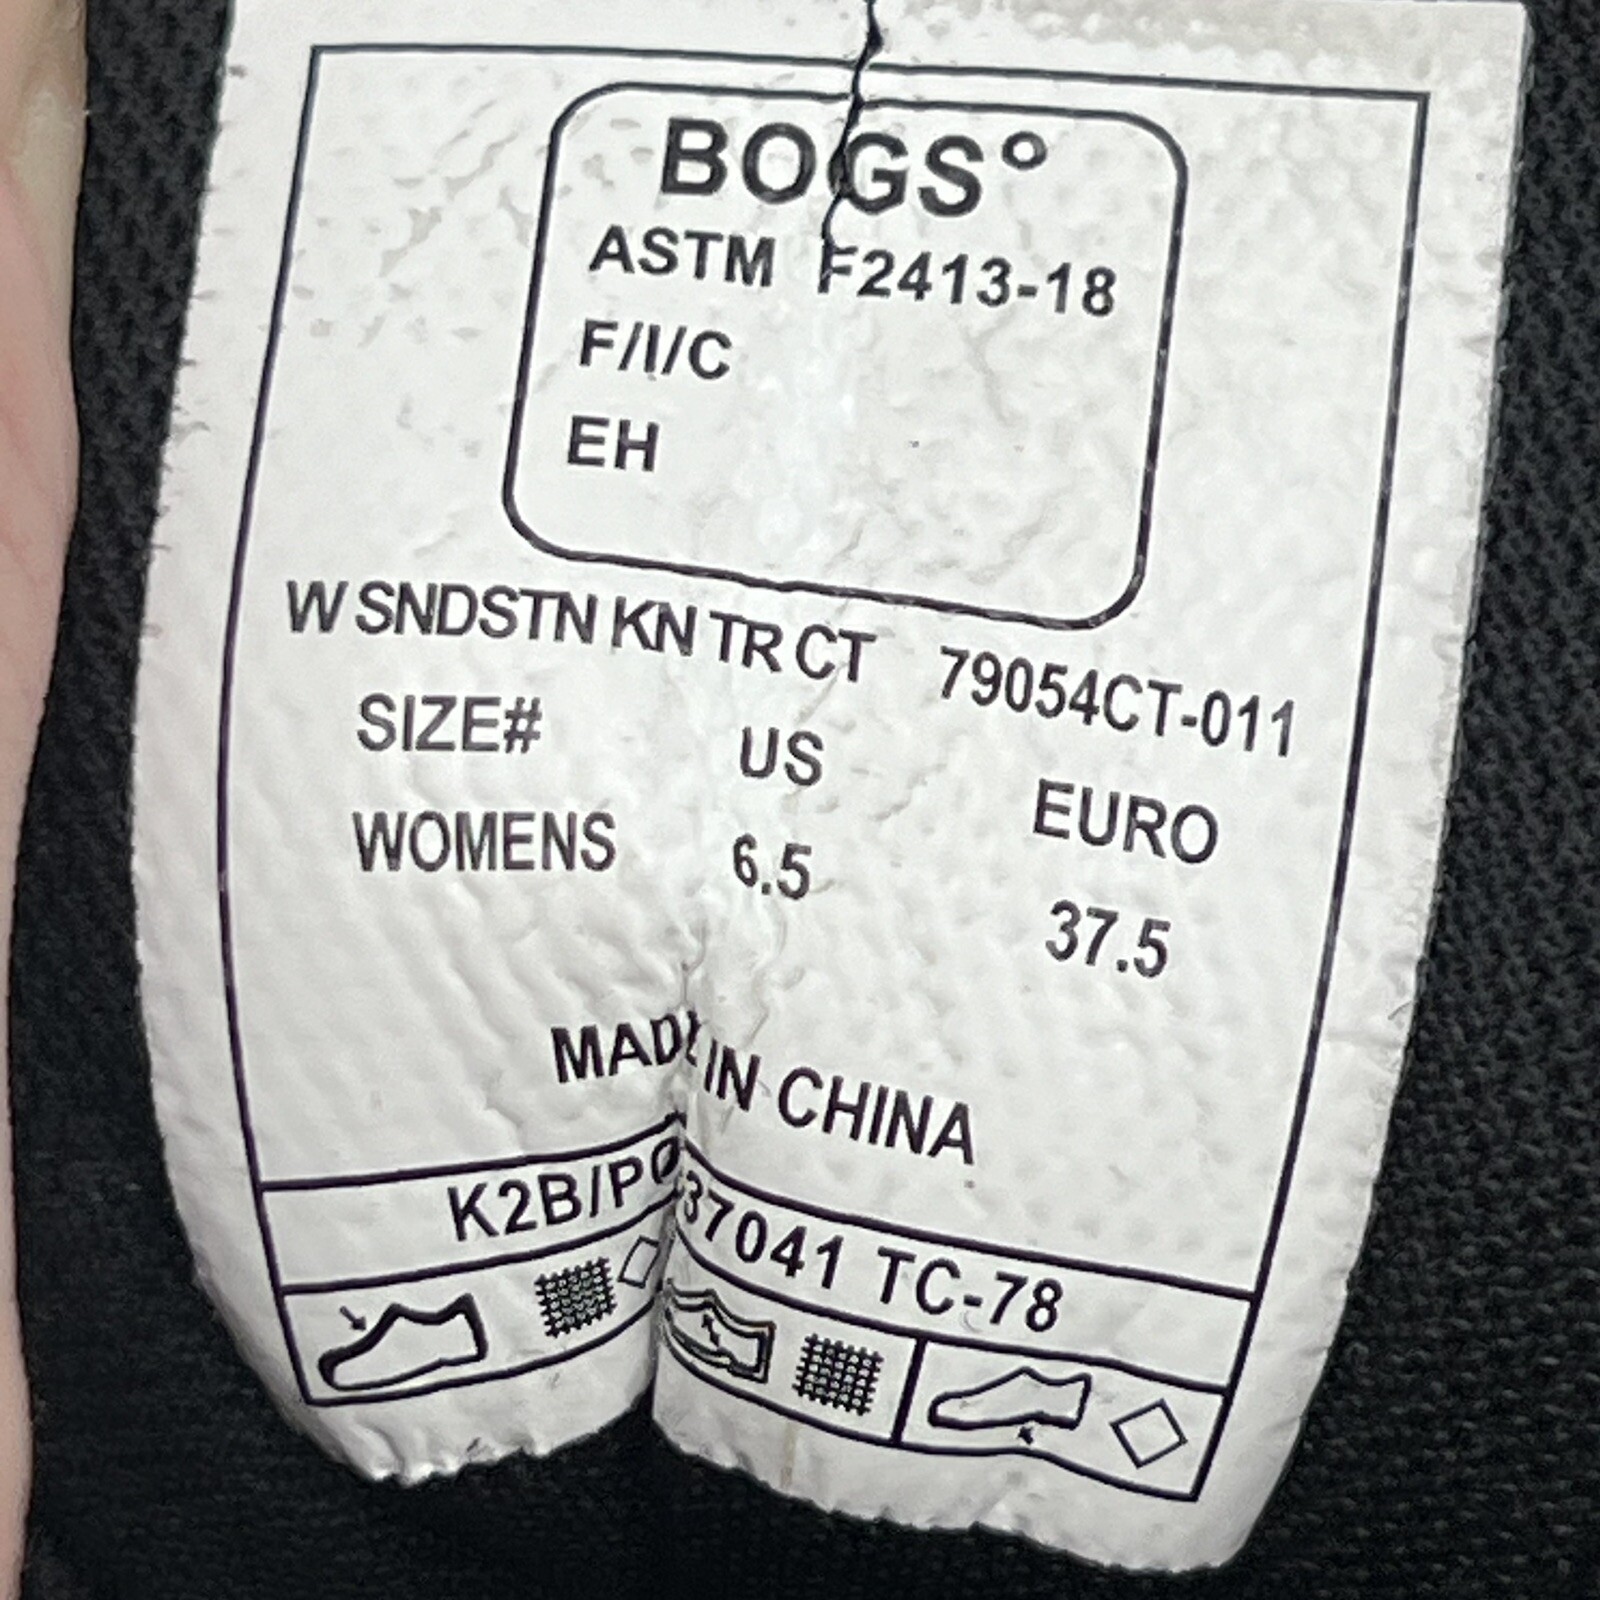 BOGS°
ASTM F2413-18
F/I/C
EH
W SNDSTN KN TR CT 79054CT-011
SIZE# US EURO
WOMENS 6.5 37.5
MADE IN CHINA
K2B/PO 37041 TC-78